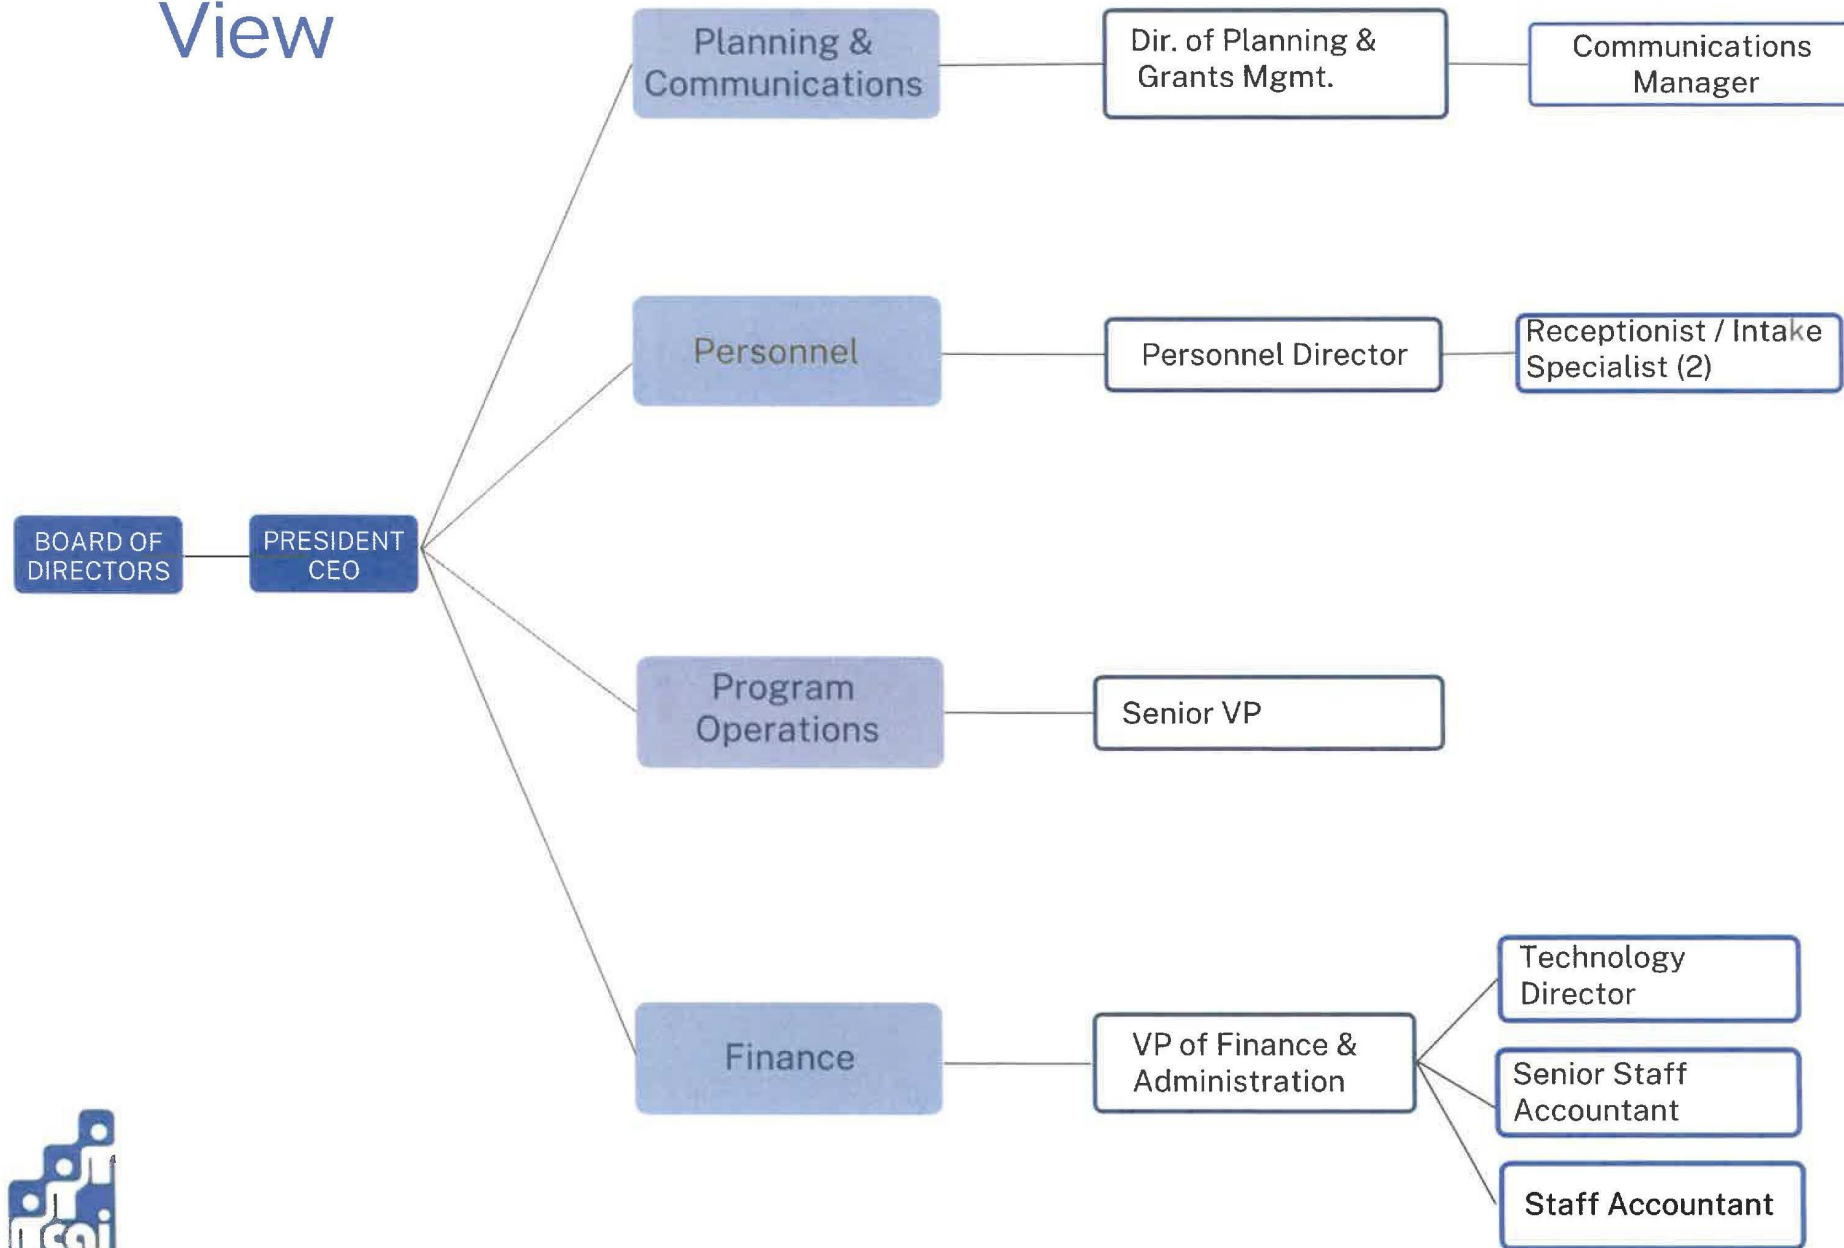 View
Planning &
Communications
Dir. of Planning &
Grants Mgmt.
Communications
Manager
Personnel
Personnel Director
Receptionist / Intake
Specialist (2)
BOARD OF
DIRECTORS
PRESIDENT
CEO
Program
Operations
Senior VP
Finance
VP of Finance &
Administration
Technology
Director
Senior Staff
Accountant
Staff Accountant